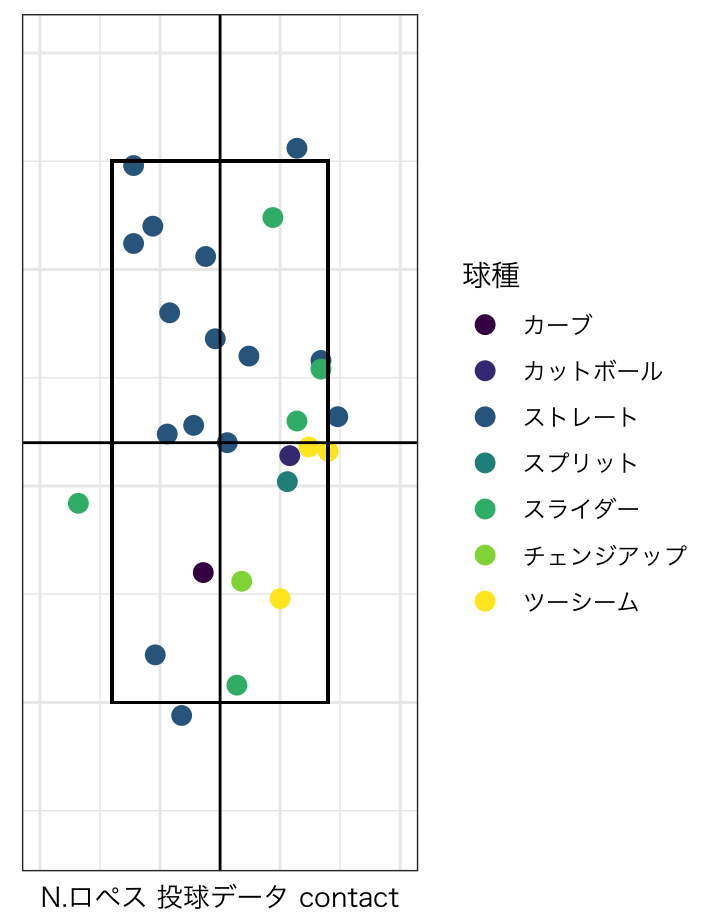 球種
カーブ
カットボール
ストレート
スプリット
スライダー
チェンジアップ
ツーシーム
N.ロペス 投球データ contact